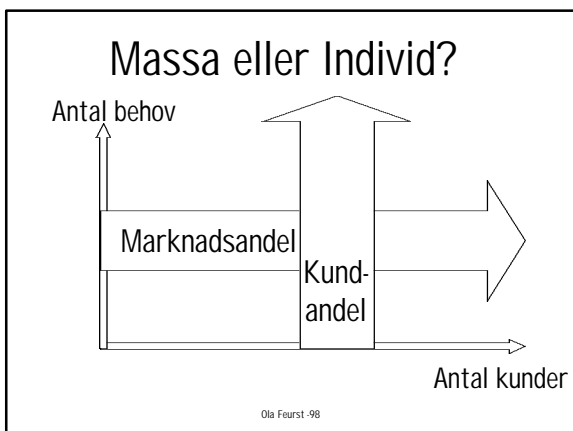 Massa eller Individ?
Antal behov
Marknadsandel
Kund-
andel
Antal kunder
Ola Feurst -98